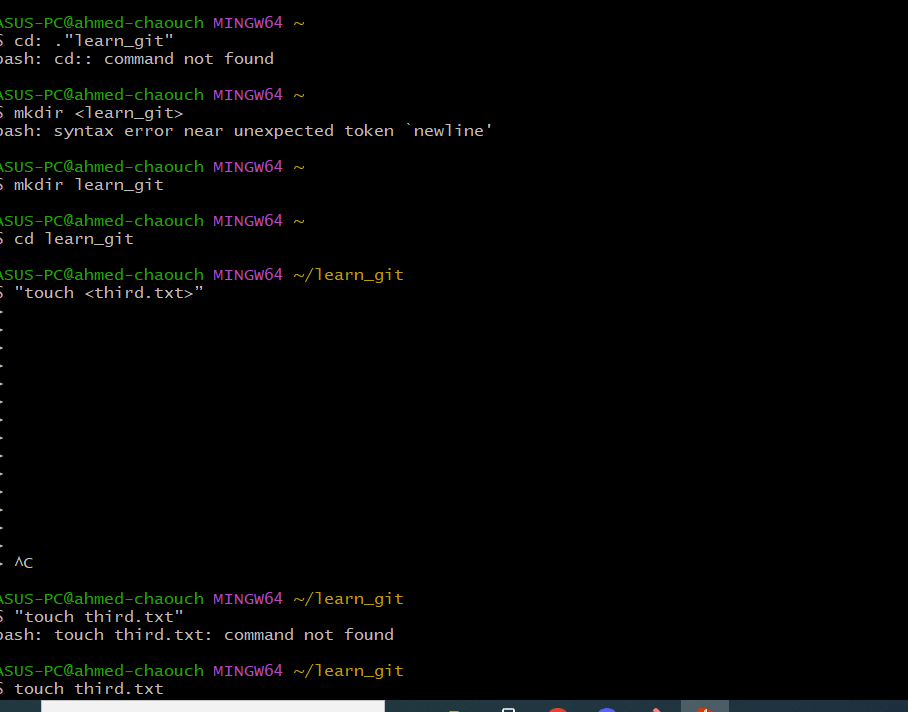 ASUS-PC@ahmed-chaouch MINGW64 ~
$ cd: ."learn_git"
bash: cd:: command not found
ASUS-PC@ahmed-chaouch MINGW64 ~
$ mkdir <learn_git>
bash: syntax error near unexpected token `newline'
ASUS-PC@ahmed-chaouch MINGW64 ~
$ mkdir learn_git
ASUS-PC@ahmed-chaouch MINGW64 ~
$ cd learn_git
ASUS-PC@ahmed-chaouch MINGW64 ~/learn_git
$ "touch <third.txt>”
>
>
>
>
>
>
>
>
>
>
>
>
>
>
> ^C
ASUS-PC@ahmed-chaouch MINGW64 ~/learn_git
$ "touch third.txt"
bash: touch third.txt: command not found
ASUS-PC@ahmed-chaouch MINGW64 ~/learn_git
$ touch third.txt